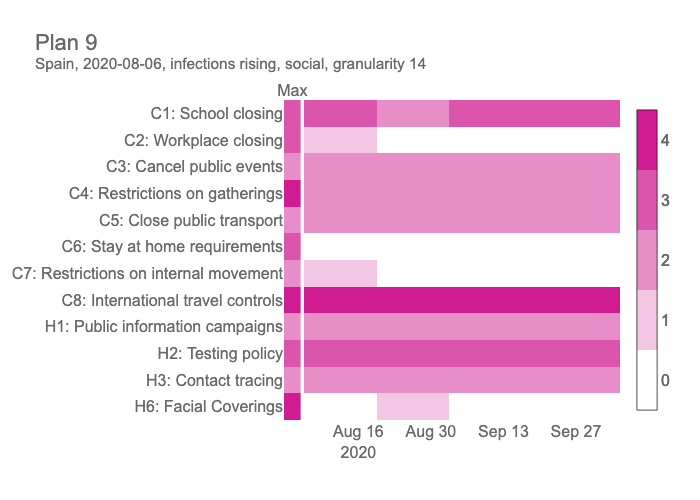 Plan 9
Spain, 2020-08-06, infections rising, social, granularity 14
Max
C1: School closing
C2: Workplace closing
C3: Cancel public events
C4: Restrictions on gatherings
C5: Close public transport
C6: Stay at home requirements
C7: Restrictions on internal movement
C8: International travel controls
H1: Public information campaigns
H2: Testing policy
H3: Contact tracing
H6: Facial Coverings
Aug 16 Aug 30 Sep 13 Sep 27
2020
4
3
2
1
0